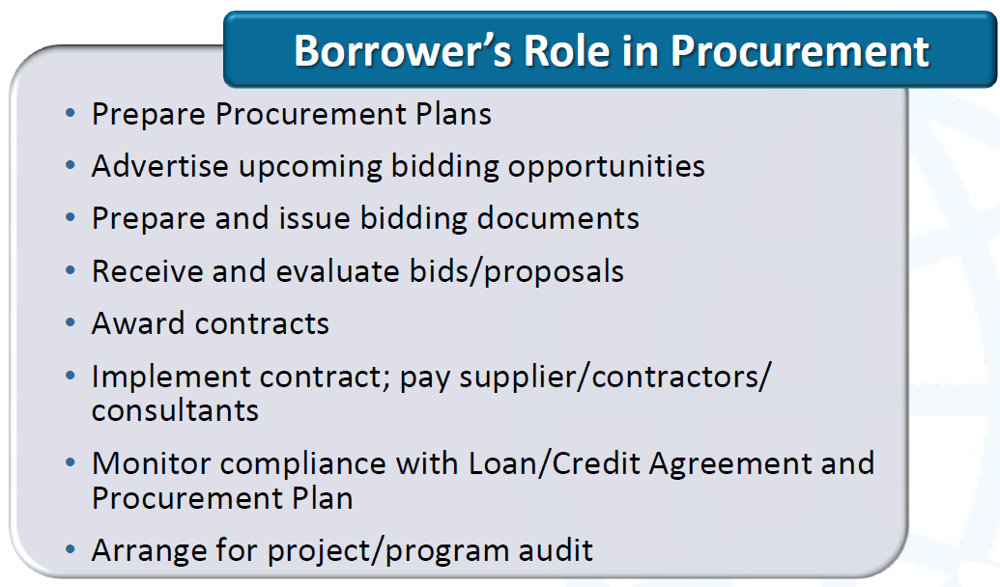 Borrower’s Role in Procurement
• Prepare Procurement Plans
• Advertise upcoming bidding opportunities
• Prepare and issue bidding documents
• Receive and evaluate bids/proposals
• Award contracts
• Implement contract; pay supplier/contractors/
consultants
• Monitor compliance with Loan/Credit Agreement and
Procurement Plan
• Arrange for project/program audit